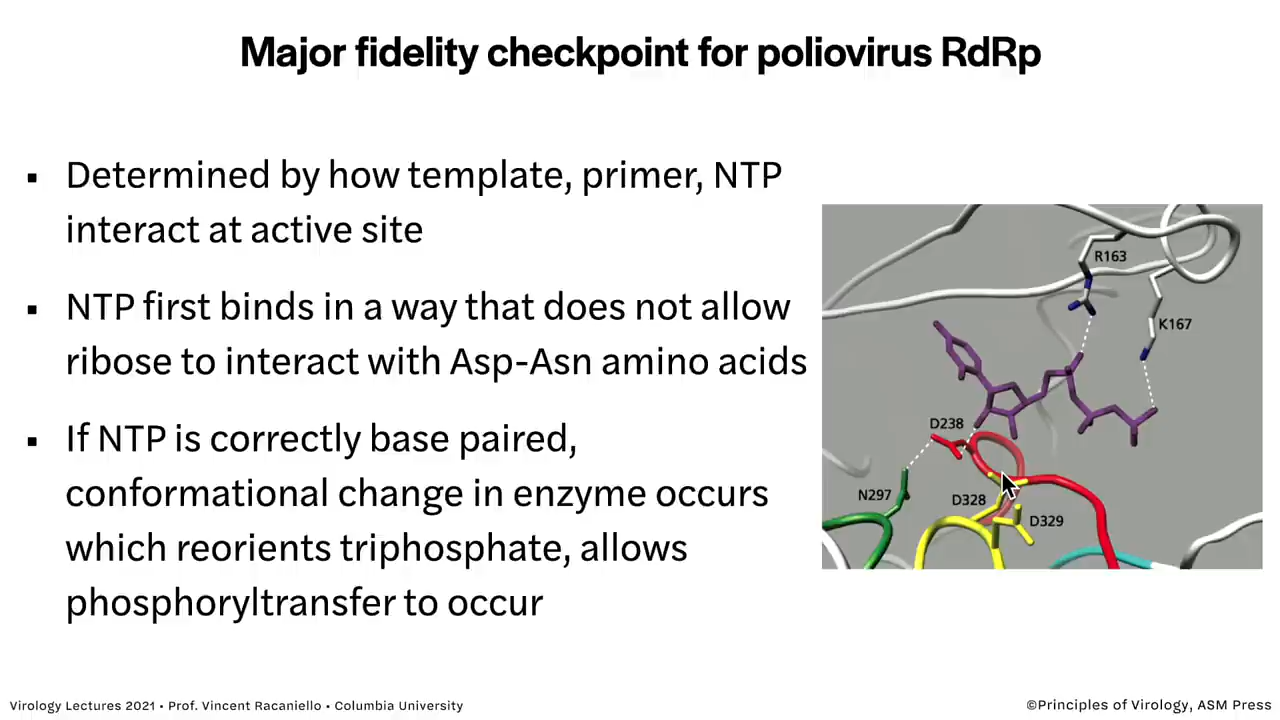 Major fidelity checkpoint for poliovirus RdRp
▪ Determined by how template, primer, NTP
interact at active site
▪ NTP first binds in a way that does not allow
ribose to interact with Asp-Asn amino acids
▪ If NTP is correctly base paired,
conformational change in enzyme occurs
which reorients triphosphate, allows
phosphoryltransfer to occur
R163
K167
D238
N297
D328
D329
Virology Lectures 2021 • Prof. Vincent Racaniello • Columbia University
©Principles of Virology, ASM Press